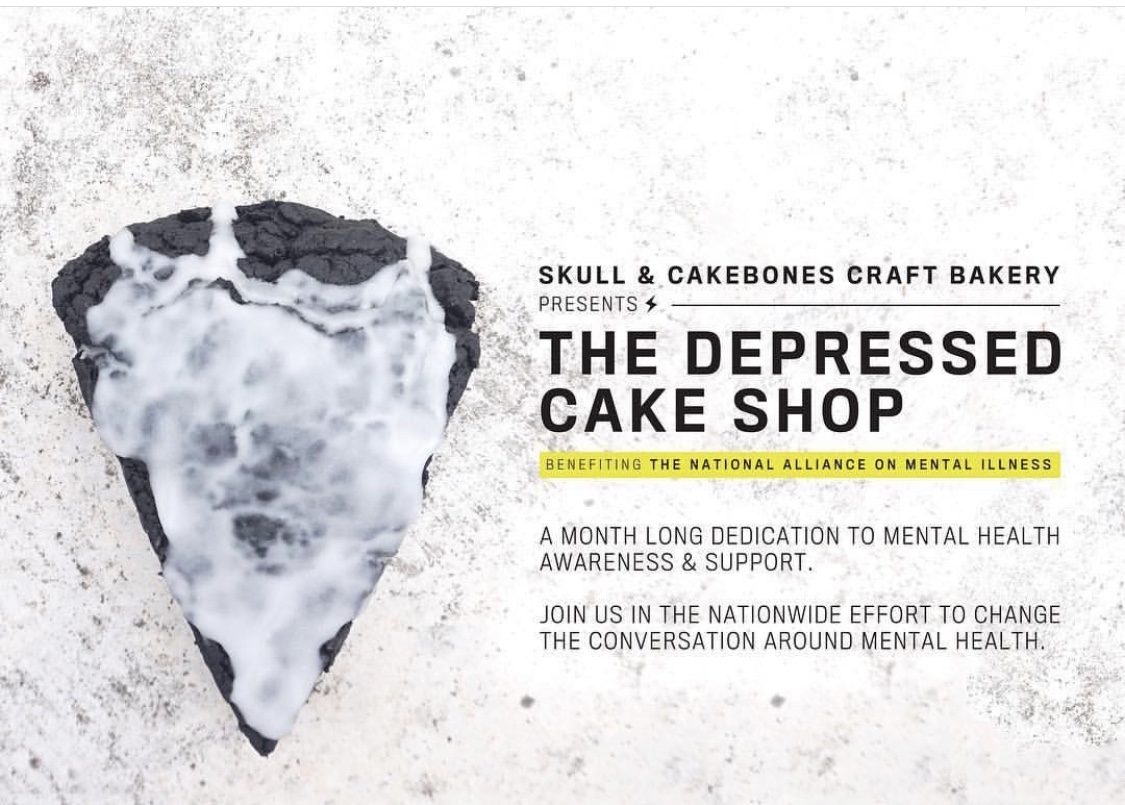 SKULL & CAKEBONES CRAFT BAKERY
PRESENTS
THE DEPRESSED
CAKE SHOP
BENEFITING THE NATIONAL ALLIANCE ON MENTAL ILLNESS
A MONTH LONG DEDICATION TO MENTAL HEALTH
AWARENESS & SUPPORT.
JOIN US IN THE NATIONWIDE EFFORT TO CHANGE
THE CONVERSATION AROUND MENTAL HEALTH.